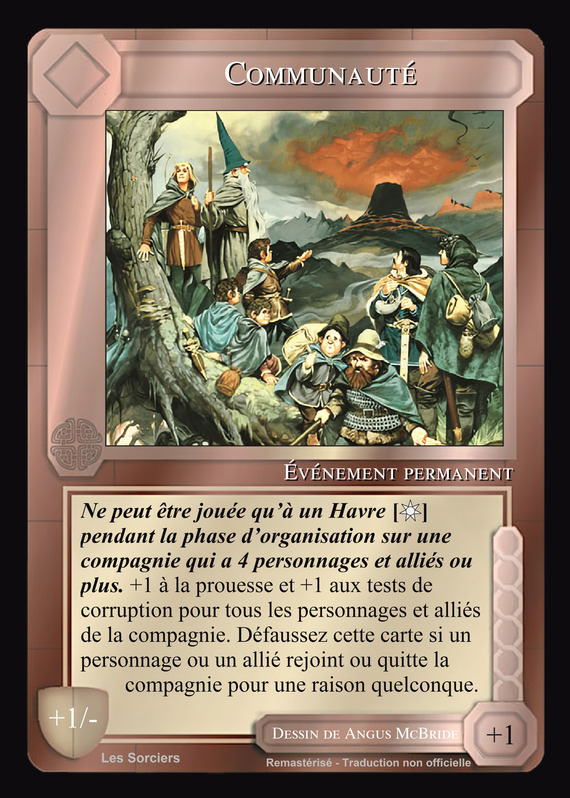 Communauté
Événement permanent
Ne peut être jouée qu'à un Havre []
pendant la phase d'organisation sur une
compagnie qui a 4 personnages et alliés ou
plus. +1 à la prouesse et +1 aux tests de
corruption pour tous les personnages et alliés
de la compagnie. Défaussez cette carte si un
personnage ou un allié rejoint ou quitte la
compagnie pour une raison quelconque.
+1/-
Dessin de Angus McBride
+1
Les Sorciers
Remastérisé - Traduction non officielle